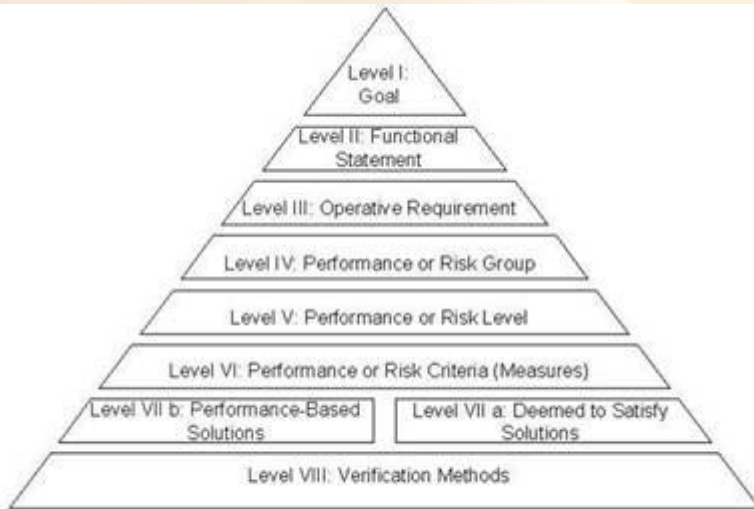 Level I:
Goal
Level II: Functional
Statement
Level III: Operative Requirement
Level IV: Performance or Risk Group
Level V: Performance or Risk Level
Level VI: Performance or Risk Criteria (Measures)
Level VII b: Performance-Based
Solutions
Level VII a: Deemed to Satisfy
Solutions
Level VIII: Verification Methods